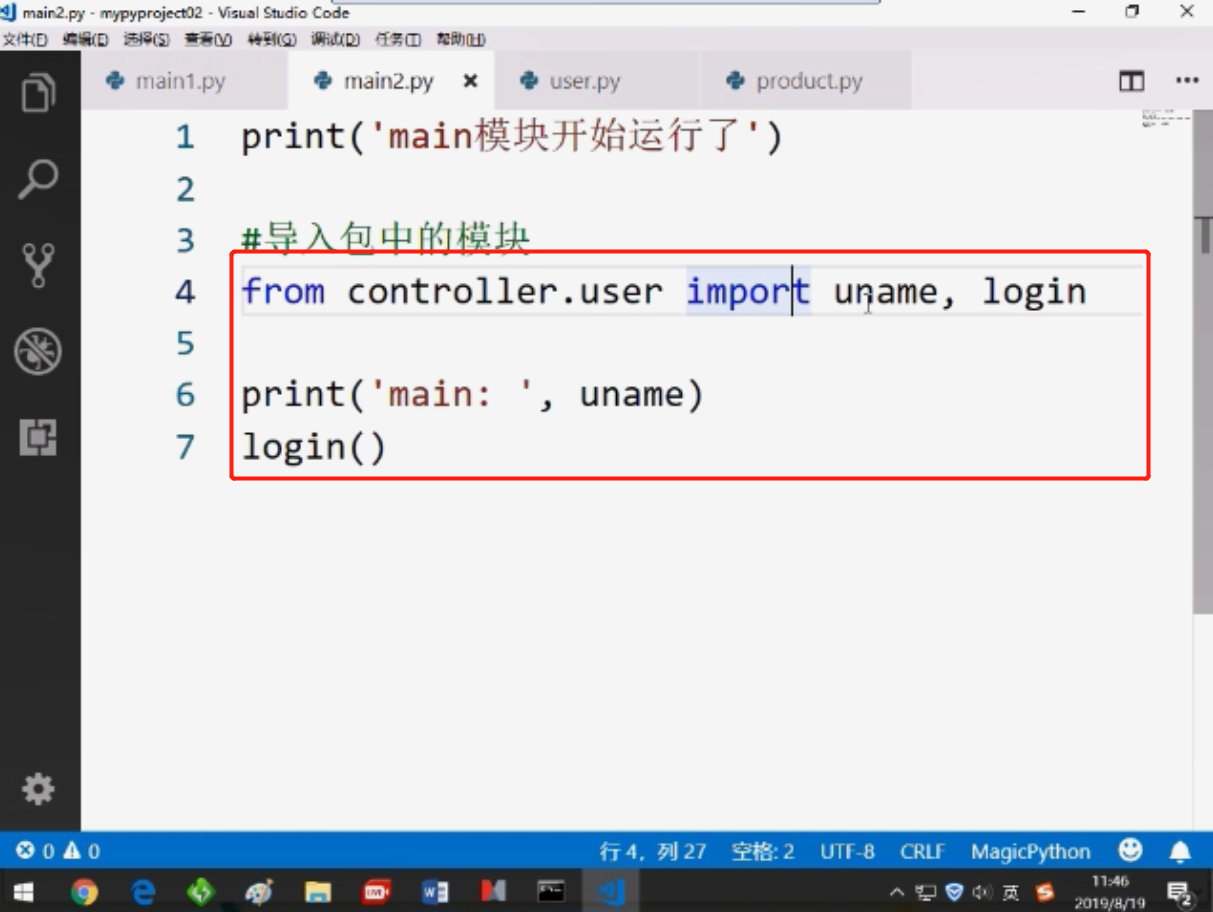 main2.py - mypyproject02 - Visual Studio Code
文件(F) 编辑(E) 选择(S) 查看(V) 转到(G) 调试(D) 任务(T) 帮助(H)
main1.py main2.py user.py product.py
1 print('main模块开始运行了')
2
3 #导入包中的模块
4 from controller.user import uname, login
5
6 print('main: ', uname)
7 login()
0 0 行 4，列 27 空格: 2 UTF-8 CRLF MagicPython
英 11:46
2019/8/19 2